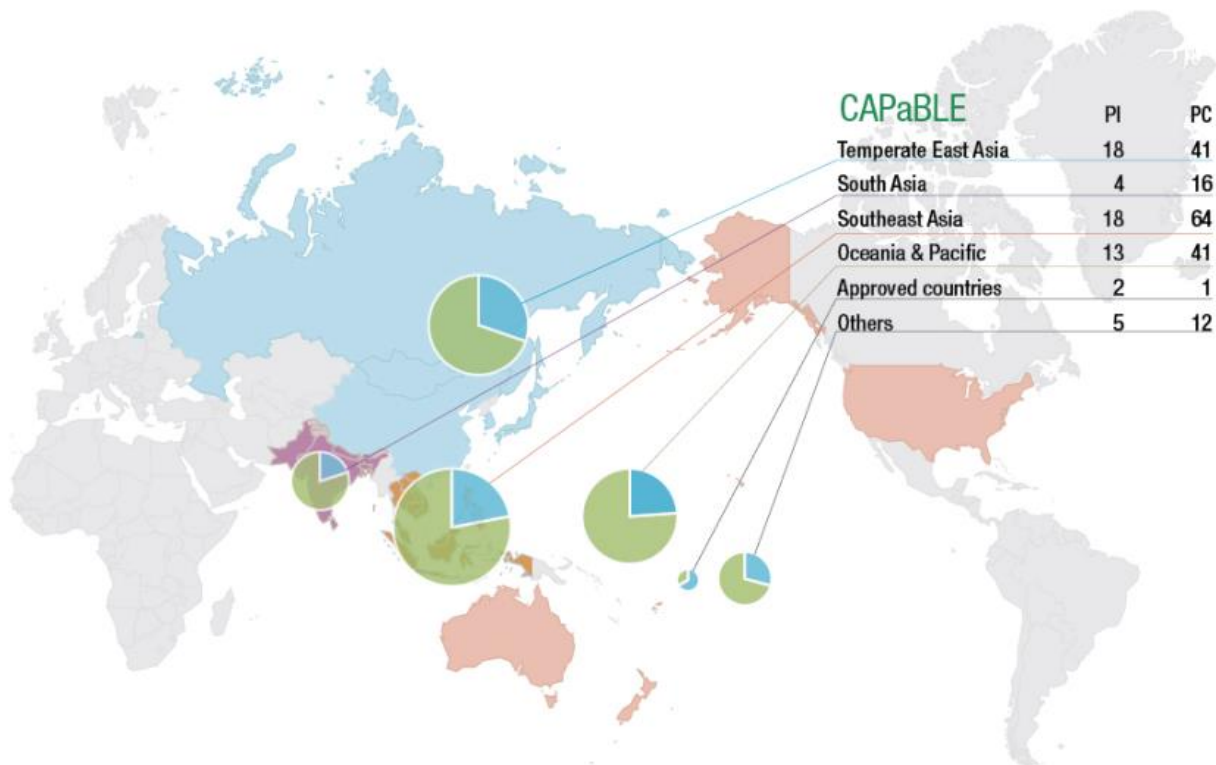 CAPaBLE PI PC
Temperate East Asia 18 41
South Asia 4 16
Southeast Asia 18 64
Oceania & Pacific 13 41
Approved countries 2 1
Others 5 12